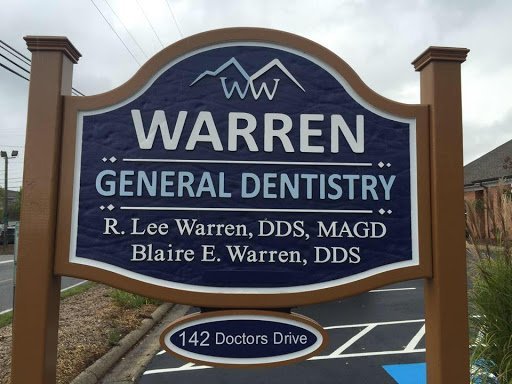 WW
WARREN
GENERAL DENTISTRY
R. Lee Warren, DDS, MAGD
Blaire E. Warren, DDS
142 Doctors Drive